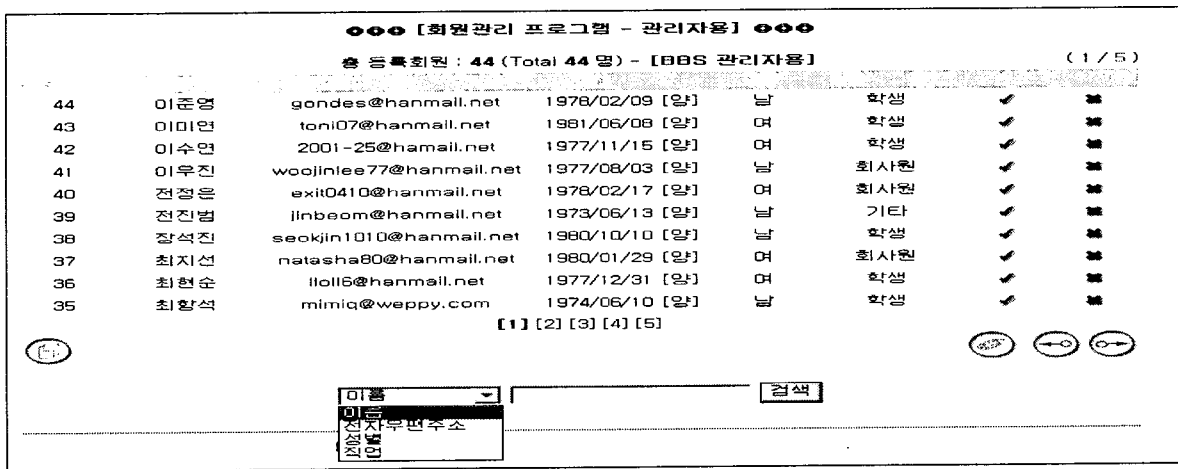 [회원관리 프로그램 - 관리자용]
총 등록회원 : 44 (Total 44 명) - [BBS 관리자용] (1/5)
44 이준영 gondes@hanmail.net 1978/02/09 [양] 남 학생
43 이미연 toni07@hanmail.net 1981/06/08 [양] 여 학생
42 이수연 2001-25@hamail.net 1977/11/15 [양] 여 학생
41 이우진 woojinlee77@hanmail.net 1977/08/03 [양] 남 회사원
40 전정은 exit0410@hanmail.net 1978/02/17 [양] 여 회사원
39 전진범 jinbeom@hanmail.net 1973/06/13 [양] 남 기타
38 장석진 seokjin1010@hanmail.net 1980/10/10 [양] 남 학생
37 최지선 natasha80@hanmail.net 1980/01/29 [양] 여 회사원
36 최현순 lloll6@hanmail.net 1977/12/31 [양] 여 학생
35 최향석 mimiq@weppy.com 1974/06/10 [양] 남 학생
[1] [2] [3] [4] [5]
이름 검색
이름
전자우편주소
성별
직업